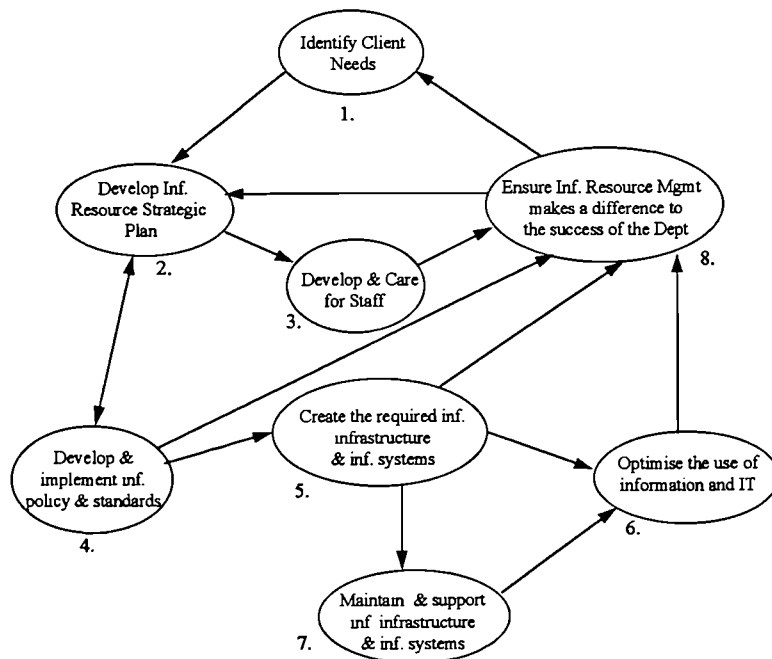 Identify Client
Needs
1.
Develop Inf.
Resource Strategic
Plan
2.
Ensure Inf. Resource Mgmt
makes a difference to
the success of the Dept
8.
Develop & Care
for Staff
3.
Develop &
implement inf.
policy & standards
4.
Create the required inf.
infrastructure
& inf. systems
5.
Optimise the use of
information and IT
6.
Maintain & support
inf infrastructure
& inf. systems
7.